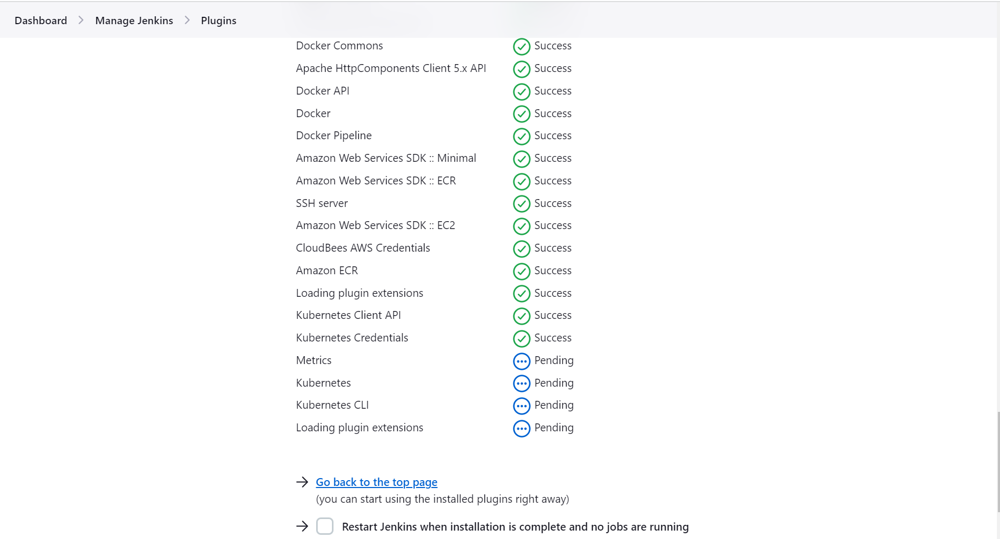 Dashboard > Manage Jenkins > Plugins
Docker Commons Success
Apache HttpComponents Client 5.x API Success
Docker API Success
Docker Success
Docker Pipeline Success
Amazon Web Services SDK :: Minimal Success
Amazon Web Services SDK :: ECR Success
SSH server Success
Amazon Web Services SDK :: EC2 Success
CloudBees AWS Credentials Success
Amazon ECR Success
Loading plugin extensions Success
Kubernetes Client API Success
Kubernetes Credentials Success
Metrics Pending
Kubernetes Pending
Kubernetes CLI Pending
Loading plugin extensions Pending
→ Go back to the top page
(you can start using the installed plugins right away)
→ Restart Jenkins when installation is complete and no jobs are running